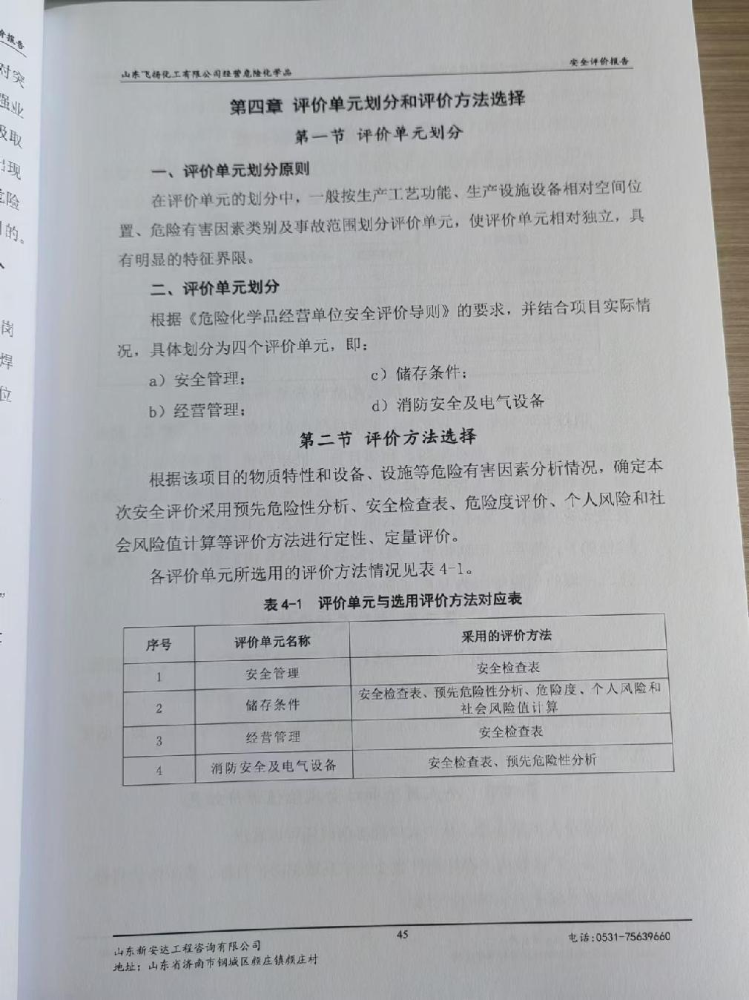 价报告
对突
强业
及取
出现
危险
的。
岗
焊
位
山东飞扬化工有限公司经营危险化学品
安全评价报告
第四章 评价单元划分和评价方法选择
第一节 评价单元划分
一、评价单元划分原则
在评价单元的划分中，一般按生产工艺功能、生产设施设备相对空间位
置、危险有害因素类别及事故范围划分评价单元，使评价单元相对独立，具
有明显的特征界限。
二、评价单元划分
根据《危险化学品经营单位安全评价导则》的要求，并结合项目实际情
况，具体划分为四个评价单元，即：
a）安全管理； c）储存条件；
b）经营管理； d）消防安全及电气设备
第二节 评价方法选择
根据该项目的物质特性和设备、设施等危险有害因素分析情况，确定本
次安全评价采用预先危险性分析、安全检查表、危险度评价、个人风险和社
会风险值计算等评价方法进行定性、定量评价。
各评价单元所选用的评价方法情况见表 4-1。
表 4-1 评价单元与选用评价方法对应表
序号 评价单元名称 采用的评价方法
1 安全管理 安全检查表
2 储存条件 安全检查表、预先危险性分析、危险度、个人风险和
社会风险值计算
3 经营管理 安全检查表
4 消防安全及电气设备 安全检查表、预先危险性分析
45
山东新安达工程咨询有限公司
电话:0531-75639660
地址：山东省济南市钢城区颜庄镇颜庄村